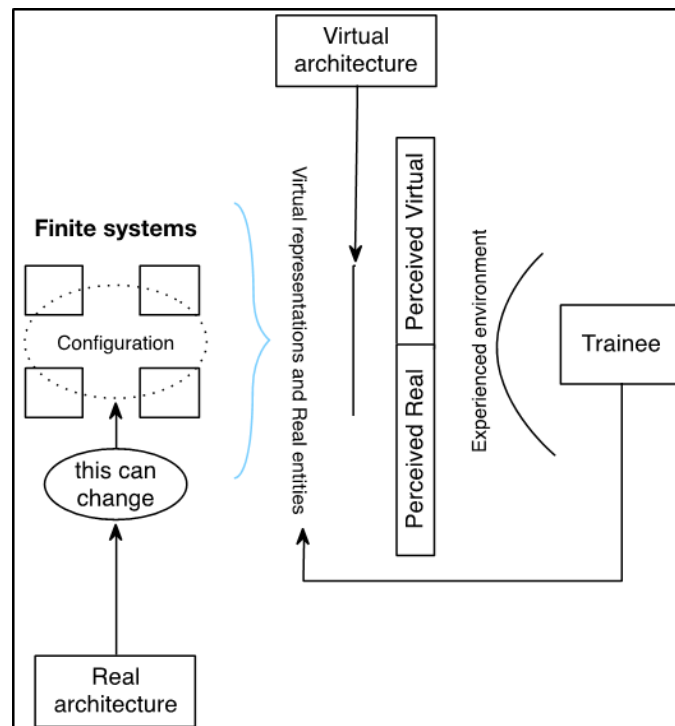 Virtual
architecture
Finite systems
Configuration
this can
change
Real
architecture
Virtual representations and Real entities
Perceived Virtual
Perceived Real
Experienced environment
Trainee